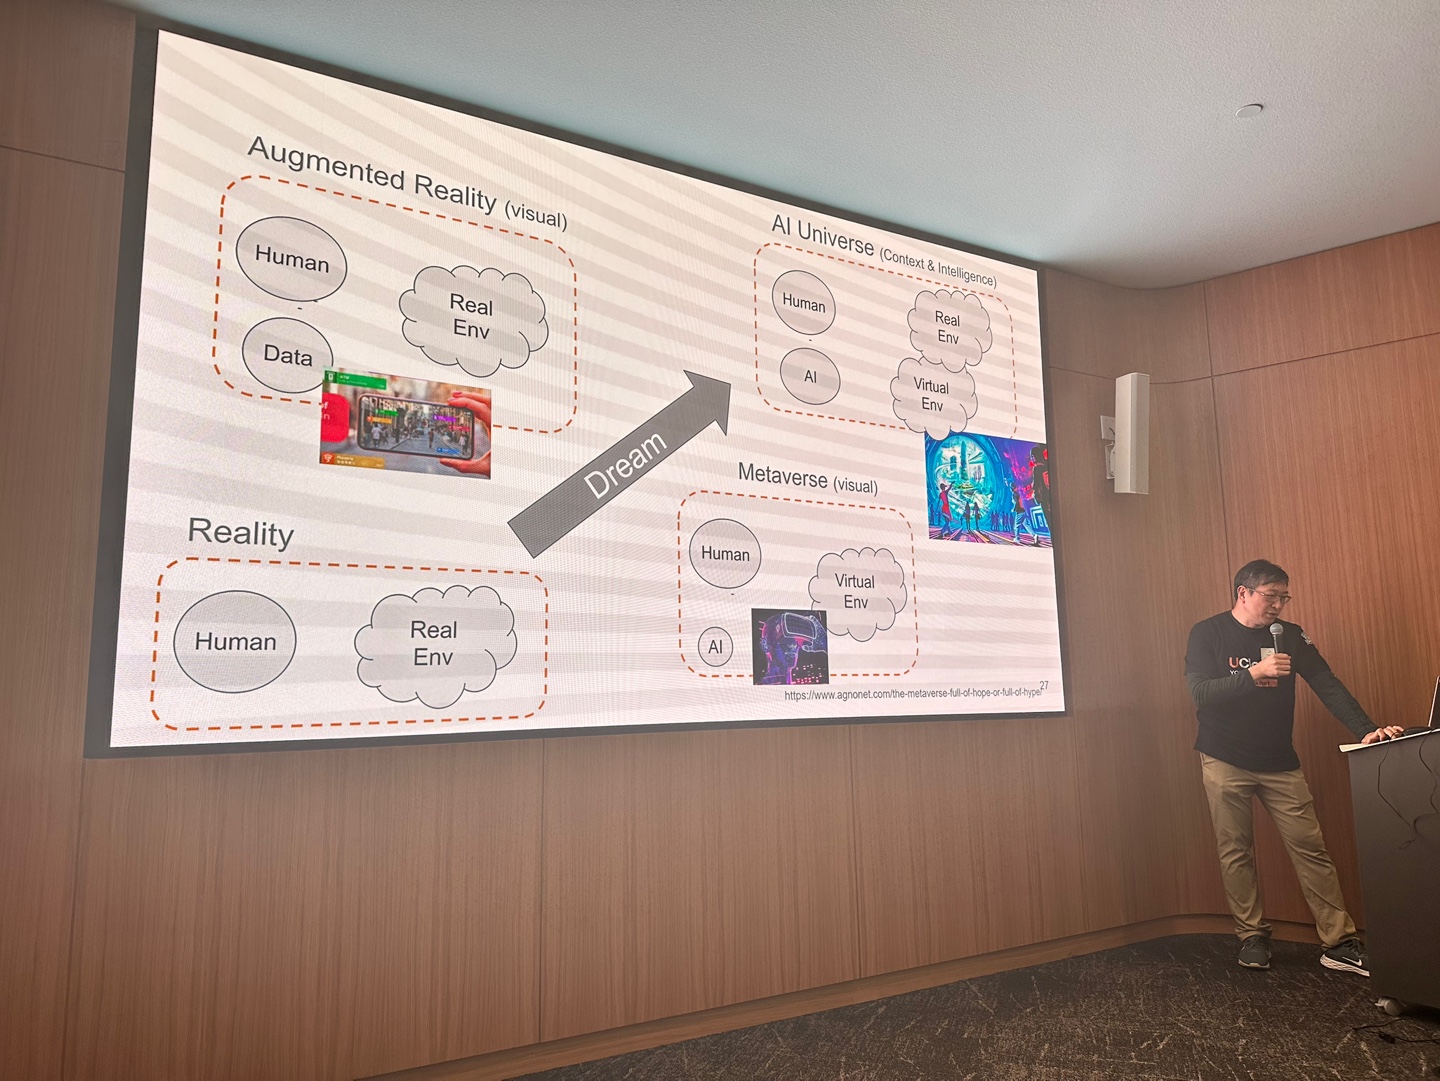 Augmented Reality (visual)
Human
Real
Env
Data
AI Universe (Context & Intelligence)
Human
Real
Env
AI
Virtual
Env
Dream
Reality
Human
Real
Env
Metaverse (visual)
Human
Virtual
Env
AI
https://www.agnonet.com/the-metaverse-full-of-hope-or-full-of-hype/
27